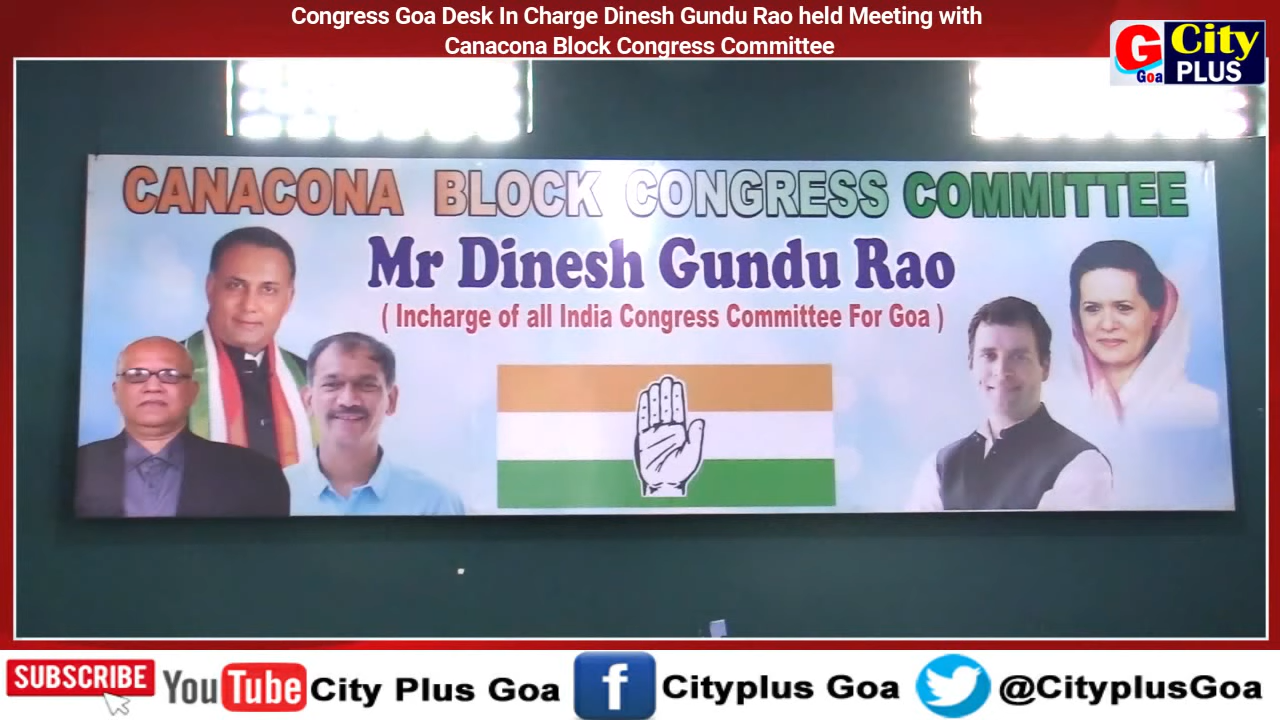 Congress Goa Desk In Charge Dinesh Gundu Rao held Meeting with
Canacona Block Congress Committee
G Goa City PLUS
CANACONA BLOCK CONGRESS COMMITTEE
Mr Dinesh Gundu Rao
( Incharge of all India Congress Committee For Goa )
SUBSCRIBE YouTube City Plus Goa f Cityplus Goa @CityplusGoa